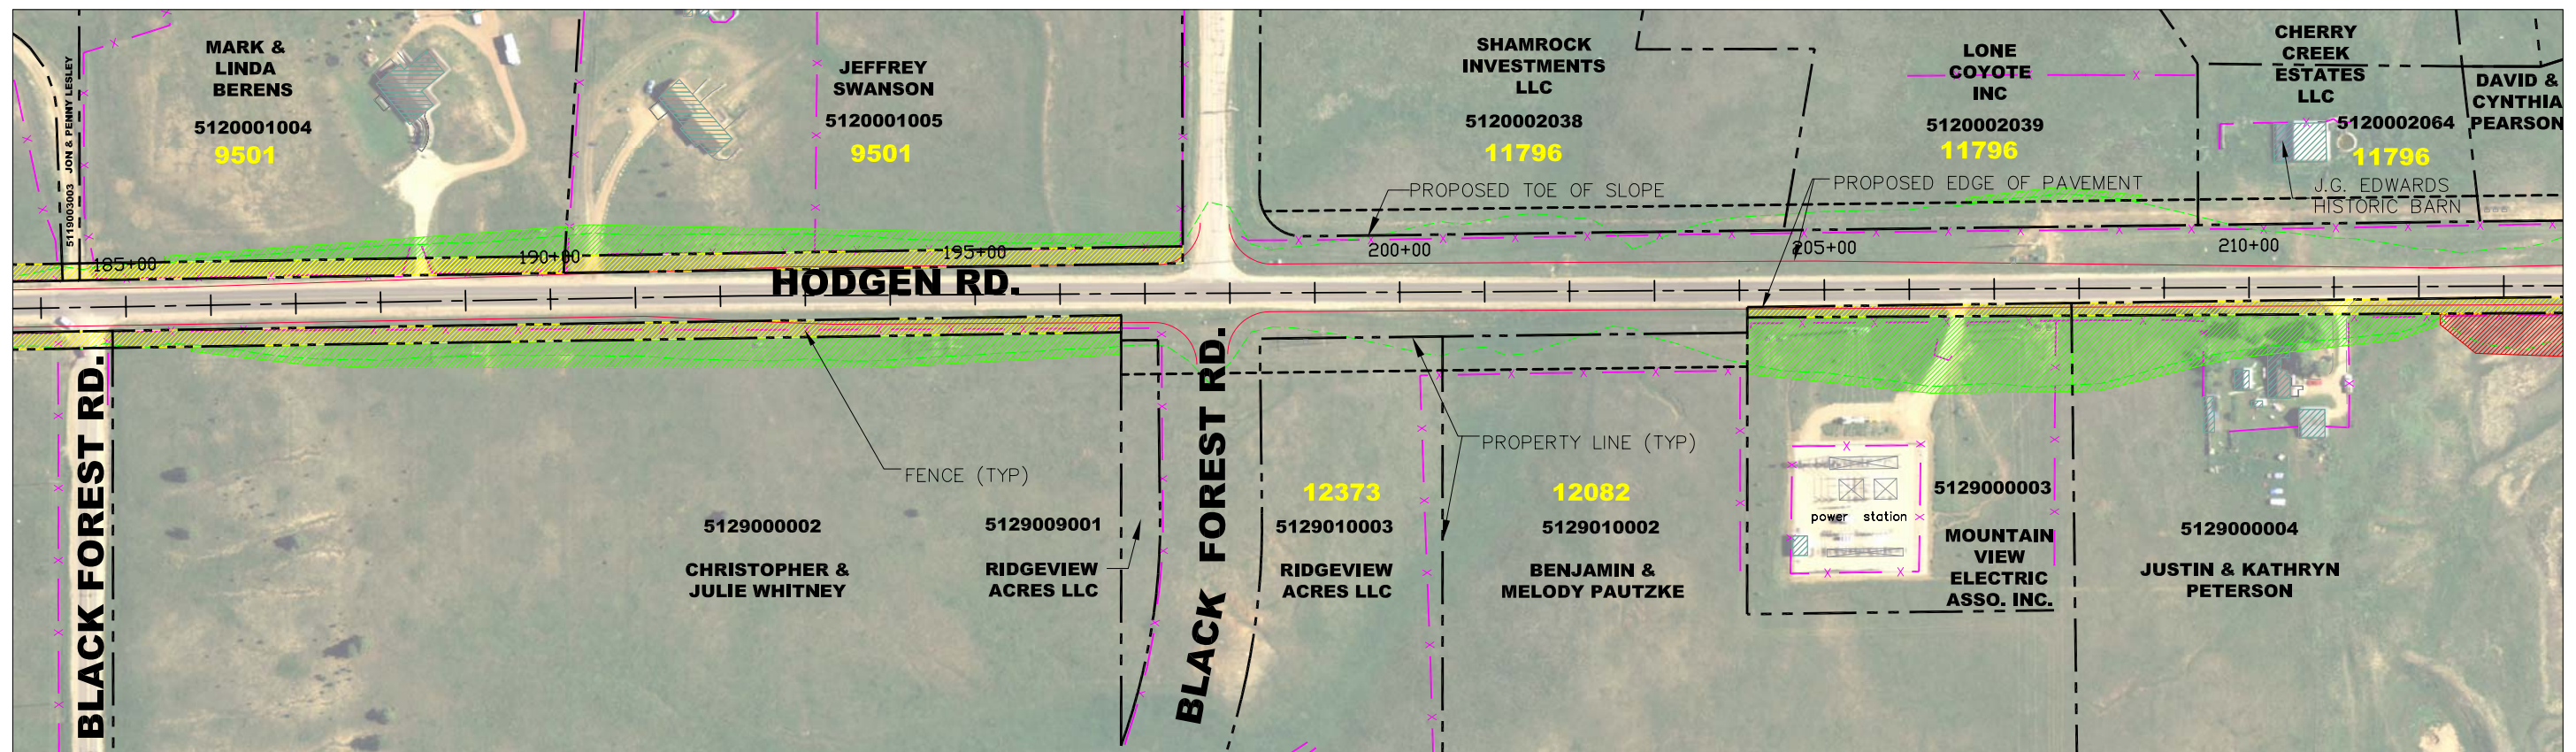 MARK &
LINDA
BERENS
5120001004
9501
5119003003 JON & PENNY LESLEY
JEFFREY
SWANSON
5120001005
9501
SHAMROCK
INVESTMENTS
LLC
5120002038
11796
LONE
COYOTE
INC
5120002039
11796
CHERRY
CREEK
ESTATES
LLC
5120002064
11796
DAVID &
CYNTHIA
PEARSON
PROPOSED TOE OF SLOPE
PROPOSED EDGE OF PAVEMENT
J.G. EDWARDS
HISTORIC BARN
185+00
190+00
195+00
200+00
205+00
210+00
HODGEN RD.
BLACK FOREST RD.
FENCE (TYP)
5129000002
CHRISTOPHER &
JULIE WHITNEY
5129009001
RIDGEVIEW
ACRES LLC
BLACK FOREST RD.
12373
5129010003
RIDGEVIEW
ACRES LLC
PROPERTY LINE (TYP)
12082
5129010002
BENJAMIN &
MELODY PAUTZKE
power station
5129000003
MOUNTAIN
VIEW
ELECTRIC
ASSO. INC.
5129000004
JUSTIN & KATHRYN
PETERSON